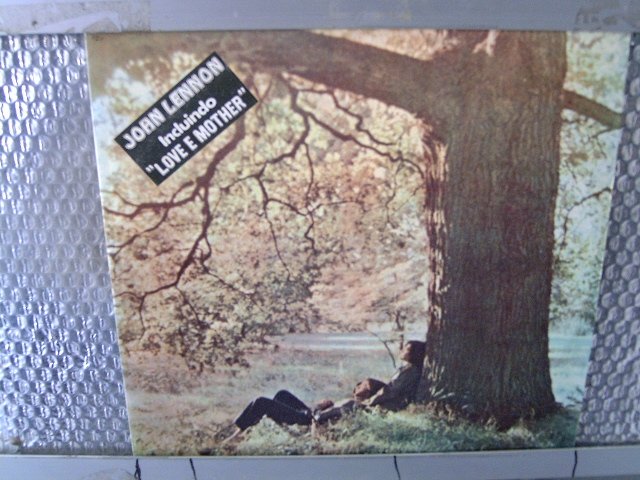 JOHN LENNON
Incluindo
"LOVE E MOTHER"